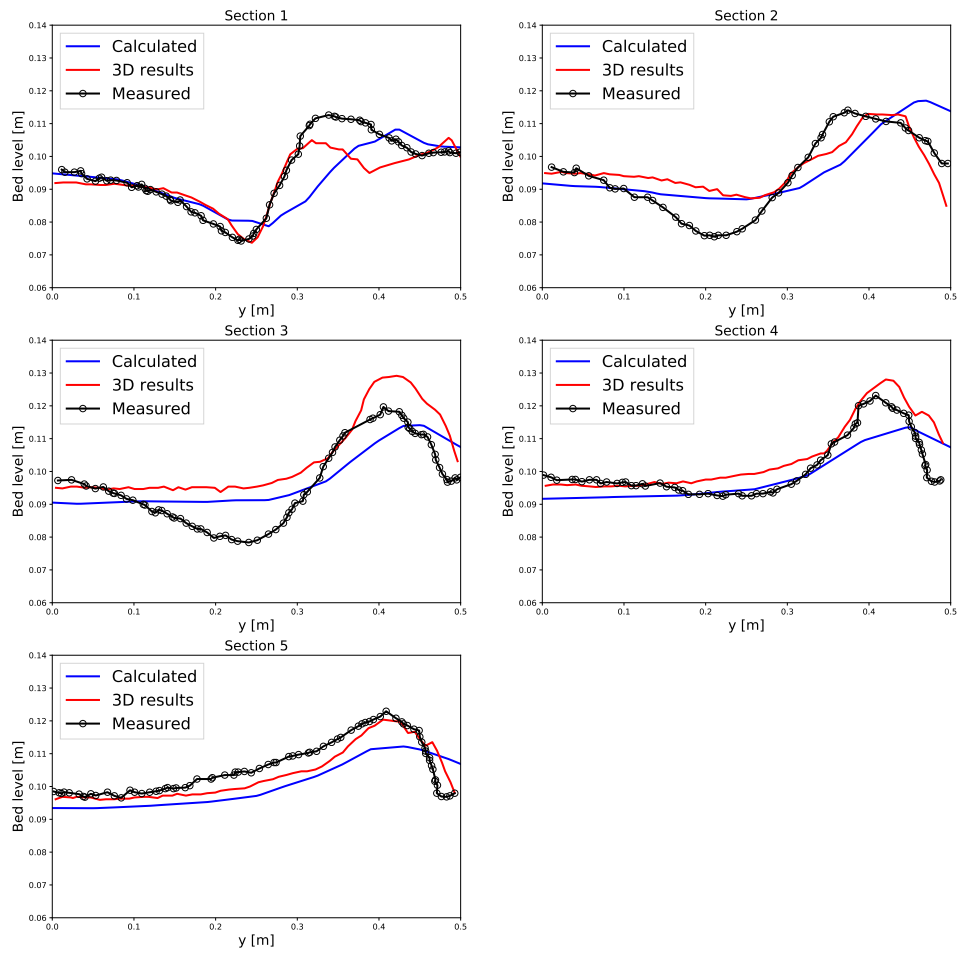 Section 1
0.14
0.13
0.12
0.11
0.10
0.09
0.08
0.07
0.06
Bed level [m]
Calculated
3D results
Measured
0.0 0.1 0.2 0.3 0.4 0.5
y [m]
Section 2
0.14
0.13
0.12
0.11
0.10
0.09
0.08
0.07
0.06
Bed level [m]
Calculated
3D results
Measured
0.0 0.1 0.2 0.3 0.4 0.5
y [m]
Section 3
0.14
0.13
0.12
0.11
0.10
0.09
0.08
0.07
0.06
Bed level [m]
Calculated
3D results
Measured
0.0 0.1 0.2 0.3 0.4 0.5
y [m]
Section 4
0.14
0.13
0.12
0.11
0.10
0.09
0.08
0.07
0.06
Bed level [m]
Calculated
3D results
Measured
0.0 0.1 0.2 0.3 0.4 0.5
y [m]
Section 5
0.14
0.13
0.12
0.11
0.10
0.09
0.08
0.07
0.06
Bed level [m]
Calculated
3D results
Measured
0.0 0.1 0.2 0.3 0.4 0.5
y [m]